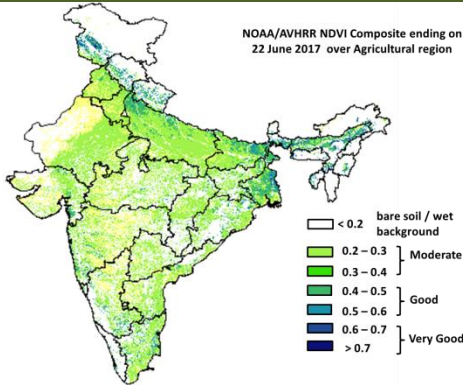 NOAA/AVHRR NDVI Composite ending on
22 June 2017 over Agricultural region
< 0.2 bare soil / wet
background
0.2 – 0.3
Moderate
0.3 – 0.4
0.4 – 0.5
Good
0.5 – 0.6
0.6 – 0.7
Very Good
> 0.7